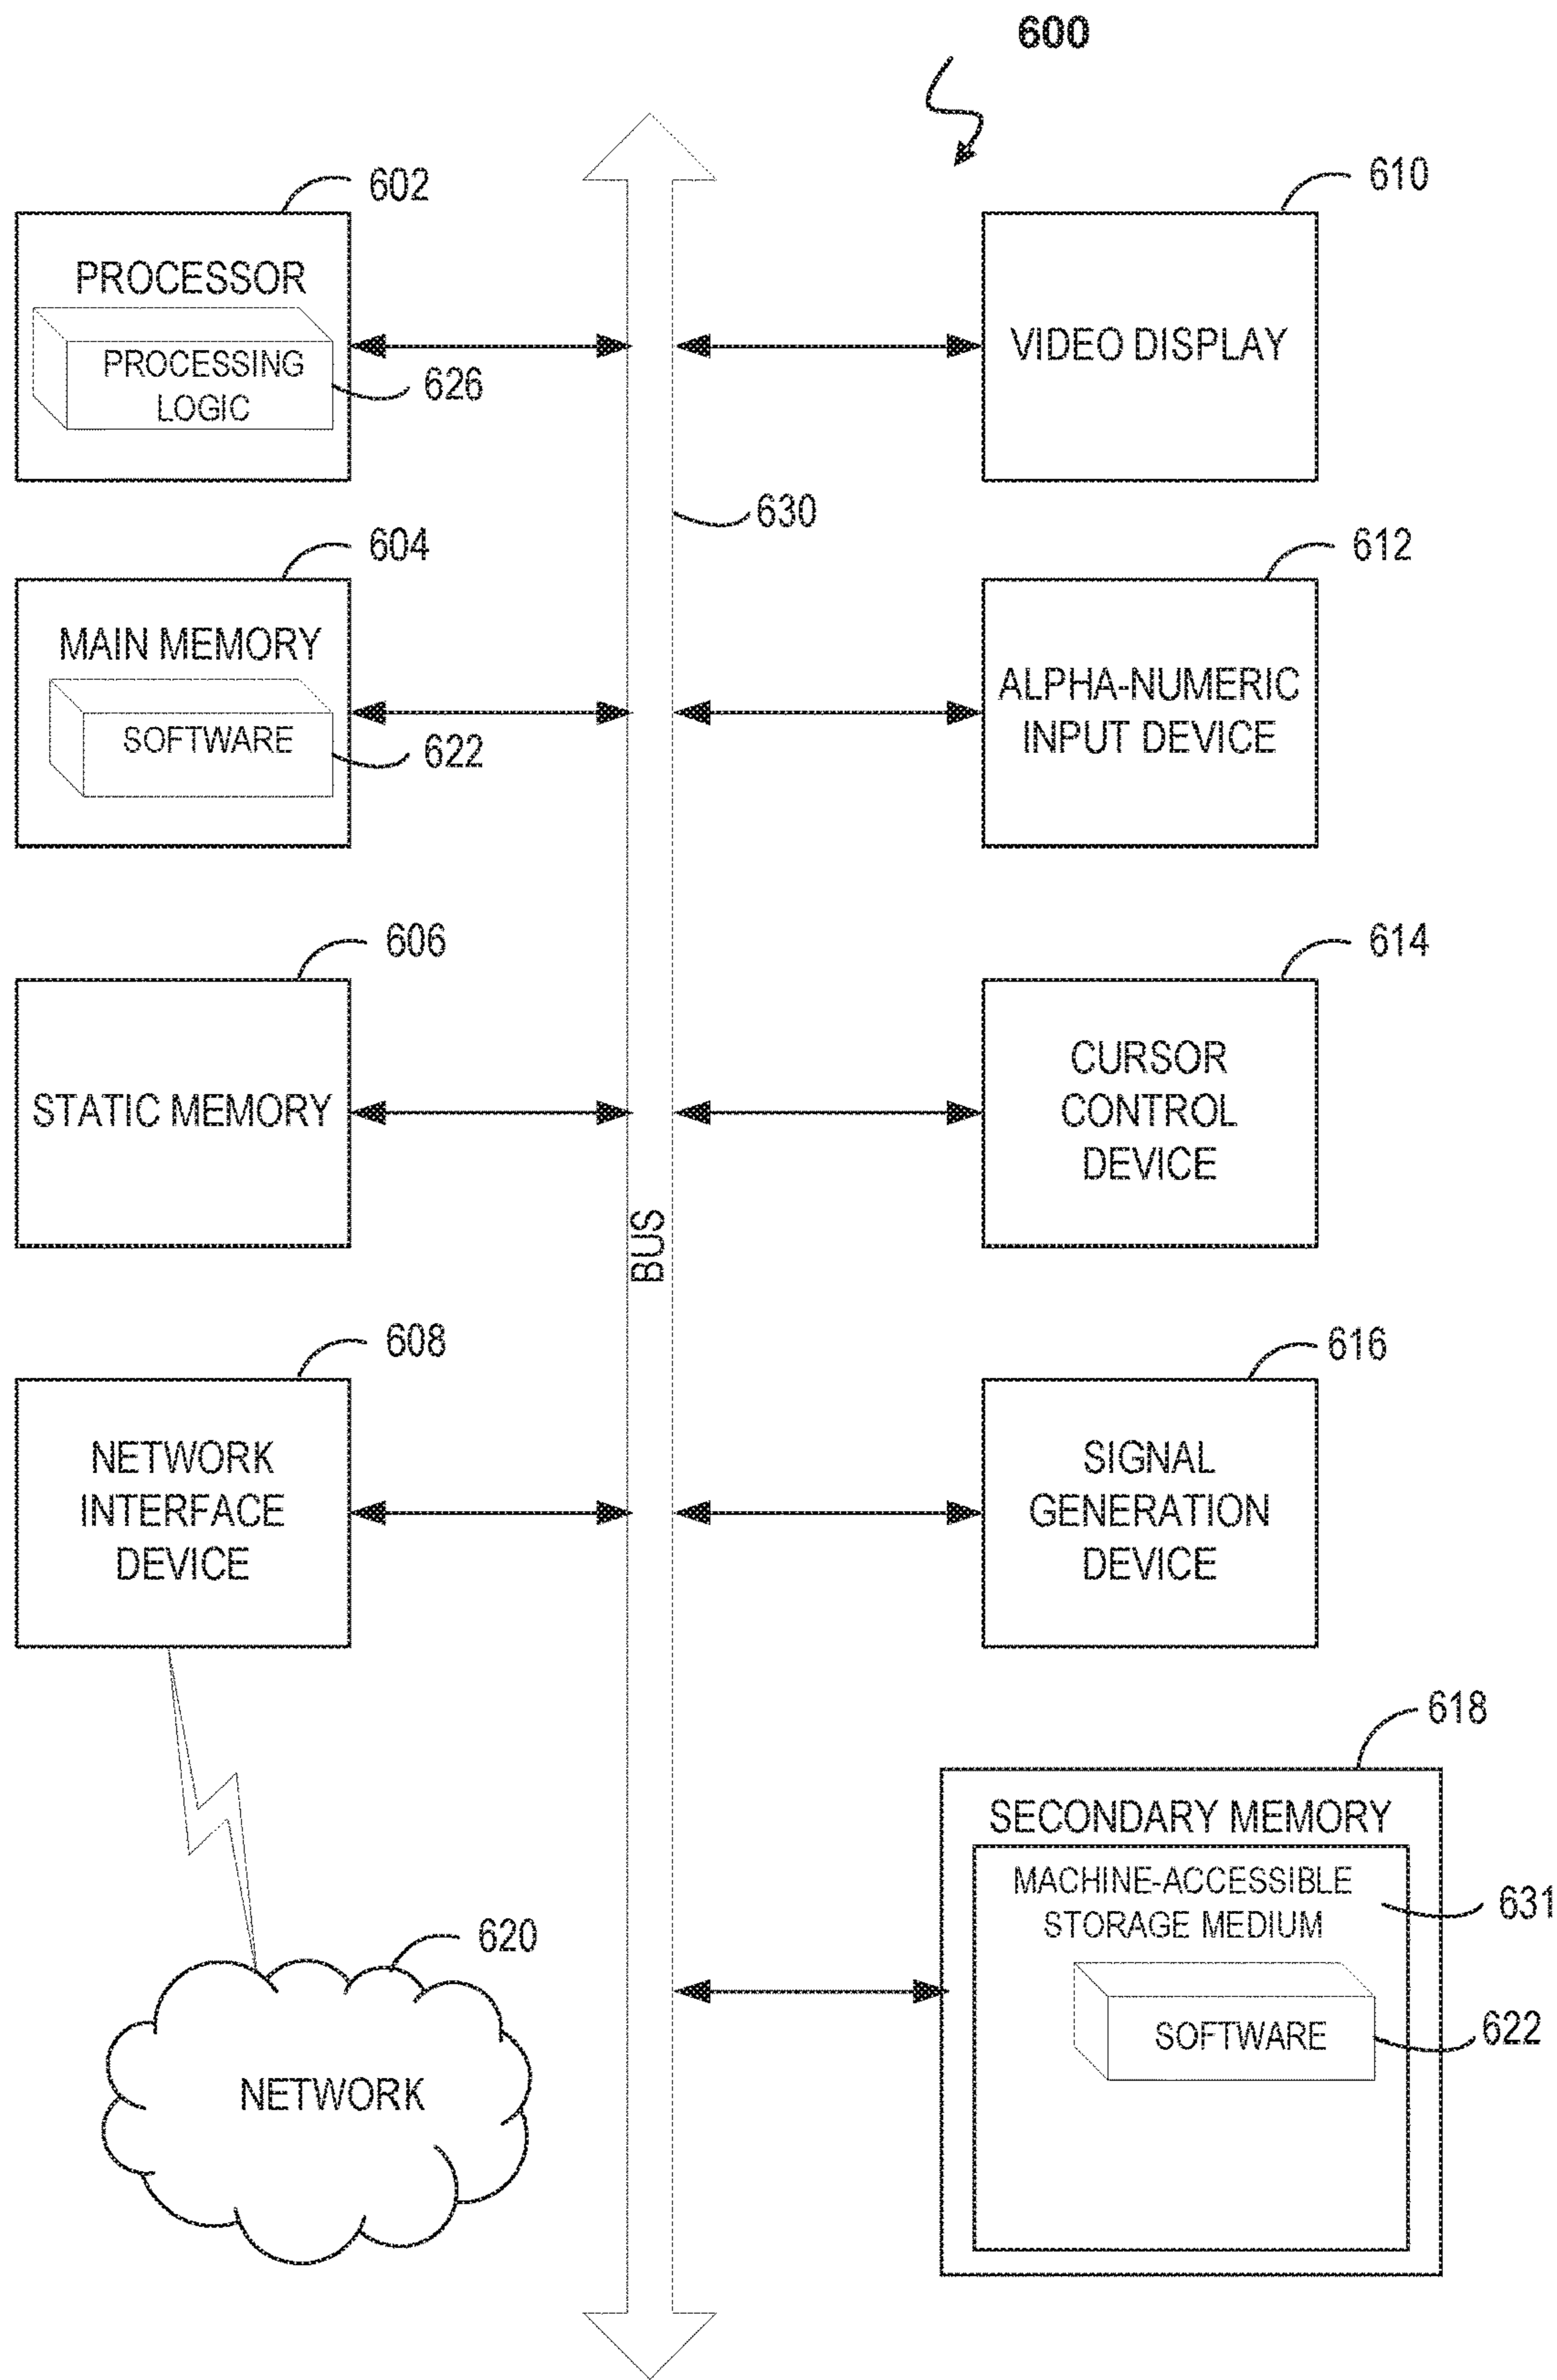 600
602
PROCESSOR
PROCESSING
LOGIC
626
610
VIDEO DISPLAY
630
604
MAIN MEMORY
SOFTWARE
622
612
ALPHA-NUMERIC
INPUT DEVICE
606
STATIC MEMORY
614
CURSOR
CONTROL
DEVICE
BUS
608
NETWORK
INTERFACE
DEVICE
616
SIGNAL
GENERATION
DEVICE
618
SECONDARY MEMORY
MACHINE-ACCESSIBLE
STORAGE MEDIUM
631
SOFTWARE
622
620
NETWORK